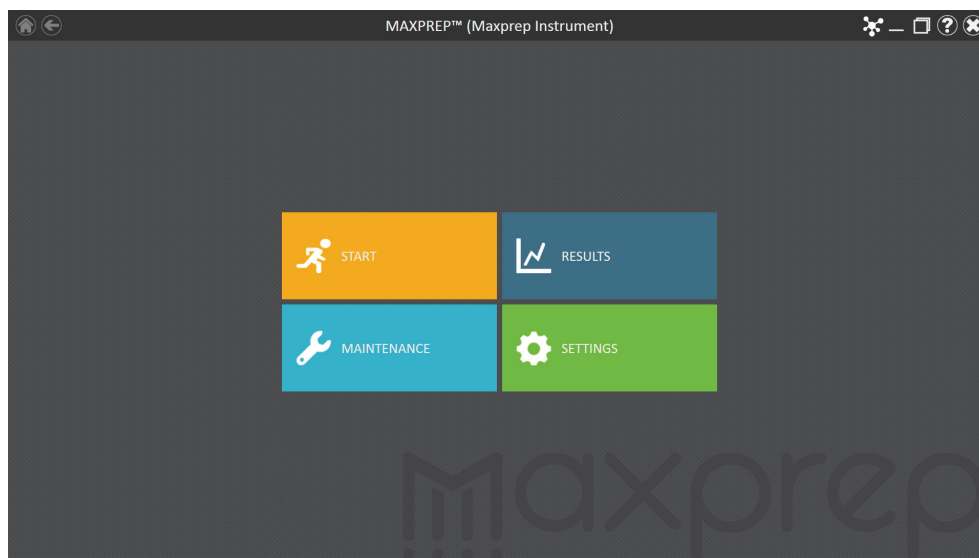 MAXPREP™ (Maxprep Instrument)
START
RESULTS
MAINTENANCE
SETTINGS
maxprep